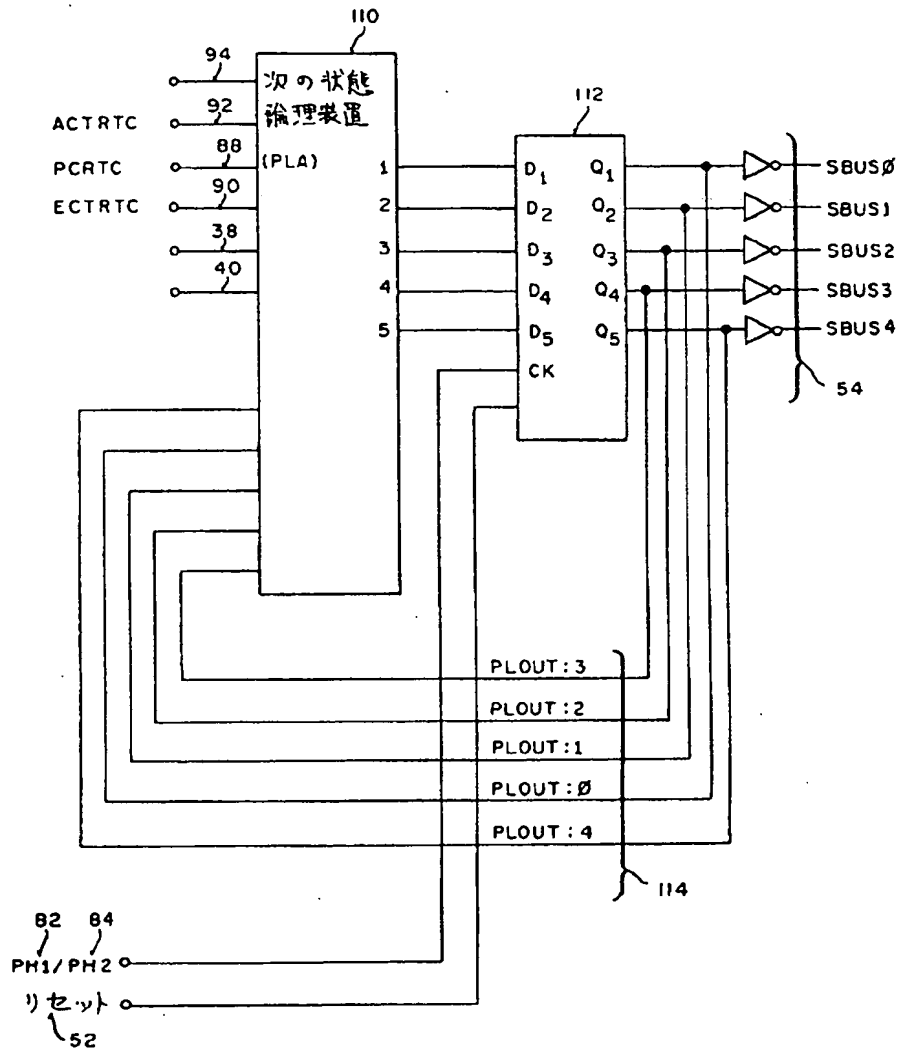 110
94
次の状態
論理装置
(PLA)
ACTRTC
92
PCRTC
88
ECTRTC
90
38
40
1
2
3
4
5
112
D1
D2
D3
D4
D5
CK
Q1
Q2
Q3
Q4
Q5
SBUSØ
SBUS1
SBUS2
SBUS3
SBUS4
54
PLOUT:3
PLOUT:2
PLOUT:1
PLOUT:Ø
PLOUT:4
114
82 84
PH1/PH2
リセット
52